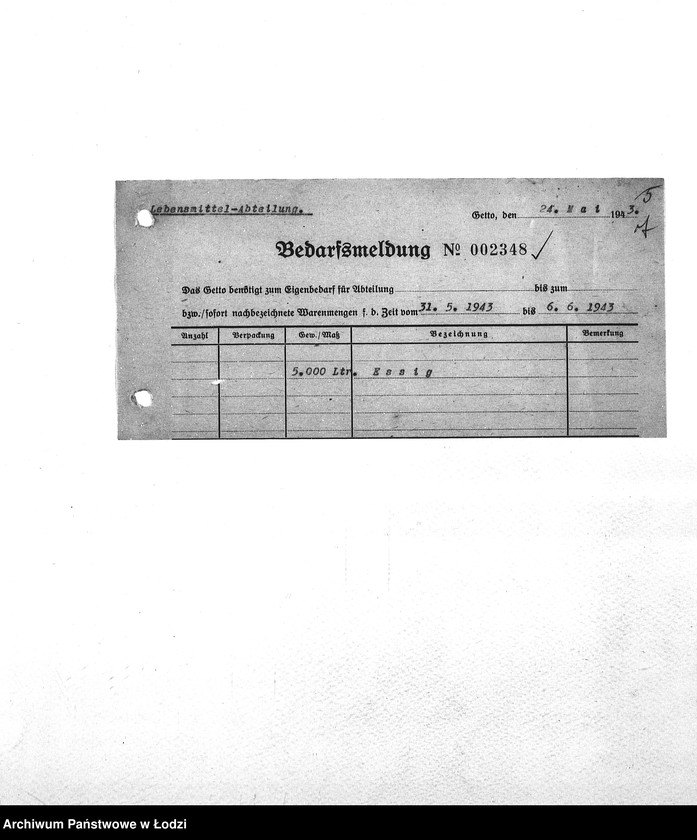 5
Lebensmittel-Abteilung.
Getto, den 24. Mai 1943.
Bedarfsmeldung № 002348
Das Getto benötigt zum Eigenbedarf für Abteilung bis zum
bzw./sofort nachbezeichnete Warenmengen f. d. Zeit vom 31. 5. 1943 bis 6. 6. 1943
Anzahl Verpackung Gew./Maß Bezeichnung Bemerkung
5.000 Ltr. Essig
Archiwum Państwowe w Łodzi